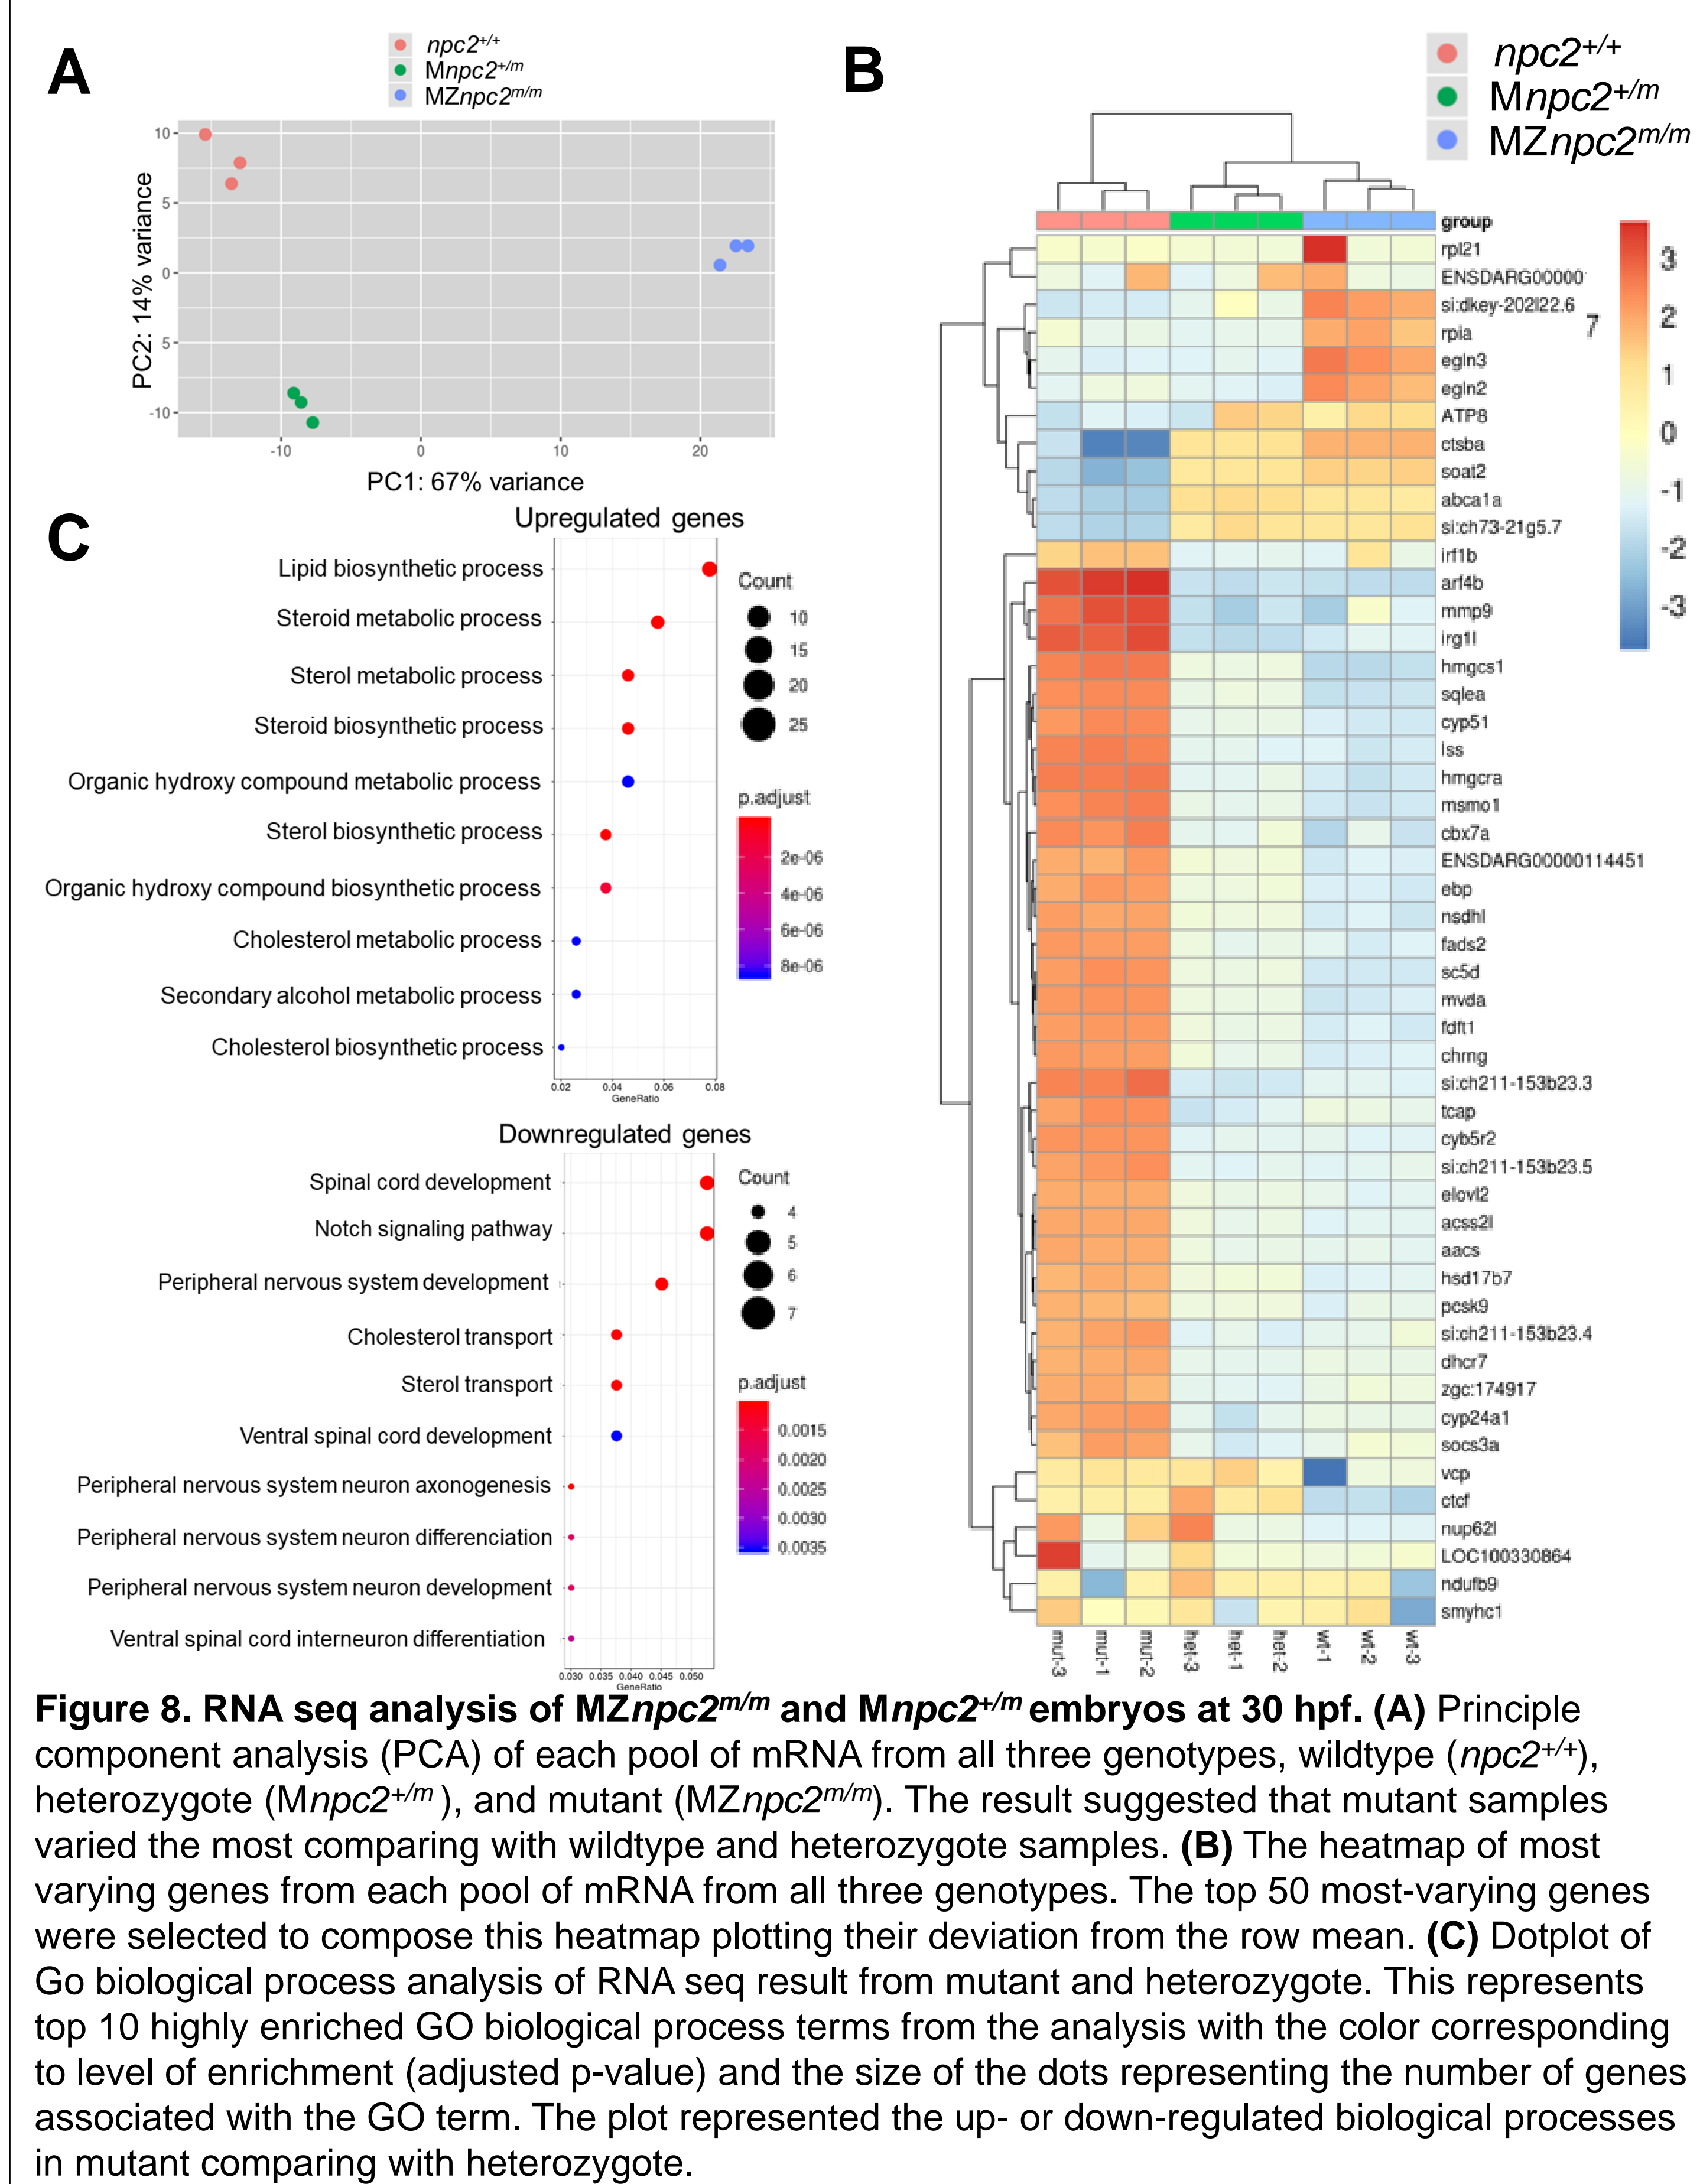 A
npc2+/+
Mnpc2+/m
MZnpc2m/m
PC2: 14% variance
10
5
0
5
-10
-10
0
10
20
PC1: 67% variance
B
npc2+/+
Mnpc2+/m
MZnpc2m/m
group
rpl21
ENSDARG00000
si:dkey-202l22.6
7
rpia
egln3
egln2
ATP8
ctsba
soat2
abca1a
si:ch73-21g5.7
irf1b
arf4b
mmp9
irg1l
hmgcs1
sqlea
cyp51
lss
hmgcra
msmo1
cbx7a
ENSDARG00000114451
ebp
nsdhl
fads2
sc5d
mvda
fdft1
chrng
si:ch211-153b23.3
tcap
cyb5r2
si:ch211-153b23.5
elovl2
acss2l
aacs
hsd17b7
pcsk9
si:ch211-153b23.4
dhcr7
zgc:174917
cyp24a1
socs3a
vcp
ctcf
nup62l
LOC100330864
ndufb9
smyhc1
mut-3
mut-1
mut-2
het-3
het-1
het-2
wt-1
wt-2
wt-3
3
2
1
0
-1
-2
-3
C
Upregulated genes
Lipid biosynthetic process
Steroid metabolic process
Sterol metabolic process
Steroid biosynthetic process
Organic hydroxy compound metabolic process
Sterol biosynthetic process
Organic hydroxy compound biosynthetic process
Cholesterol metabolic process
Secondary alcohol metabolic process
Cholesterol biosynthetic process
0.02
0.04
0.06
0.08
GeneRatio
Count
10
15
20
25
p.adjust
2e-06
4e-06
6e-06
8e-06
Downregulated genes
Spinal cord development
Notch signaling pathway
Peripheral nervous system development
Cholesterol transport
Sterol transport
Ventral spinal cord development
Peripheral nervous system neuron axonogenesis
Peripheral nervous system neuron differenciation
Peripheral nervous system neuron development
Ventral spinal cord interneuron differentiation
0.030
0.035
0.040
0.045
0.050
GeneRatio
Count
4
5
6
7
p.adjust
0.0015
0.0020
0.0025
0.0030
0.0035
Figure 8. RNA seq analysis of MZnpc2m/m and Mnpc2+/m embryos at 30 hpf. (A) Principle
component analysis (PCA) of each pool of mRNA from all three genotypes, wildtype (npc2+/+),
heterozygote (Mnpc2+/m ), and mutant (MZnpc2m/m). The result suggested that mutant samples
varied the most comparing with wildtype and heterozygote samples. (B) The heatmap of most
varying genes from each pool of mRNA from all three genotypes. The top 50 most-varying genes
were selected to compose this heatmap plotting their deviation from the row mean. (C) Dotplot of
Go biological process analysis of RNA seq result from mutant and heterozygote. This represents
top 10 highly enriched GO biological process terms from the analysis with the color corresponding
to level of enrichment (adjusted p-value) and the size of the dots representing the number of genes
associated with the GO term. The plot represented the up- or down-regulated biological processes
in mutant comparing with heterozygote.